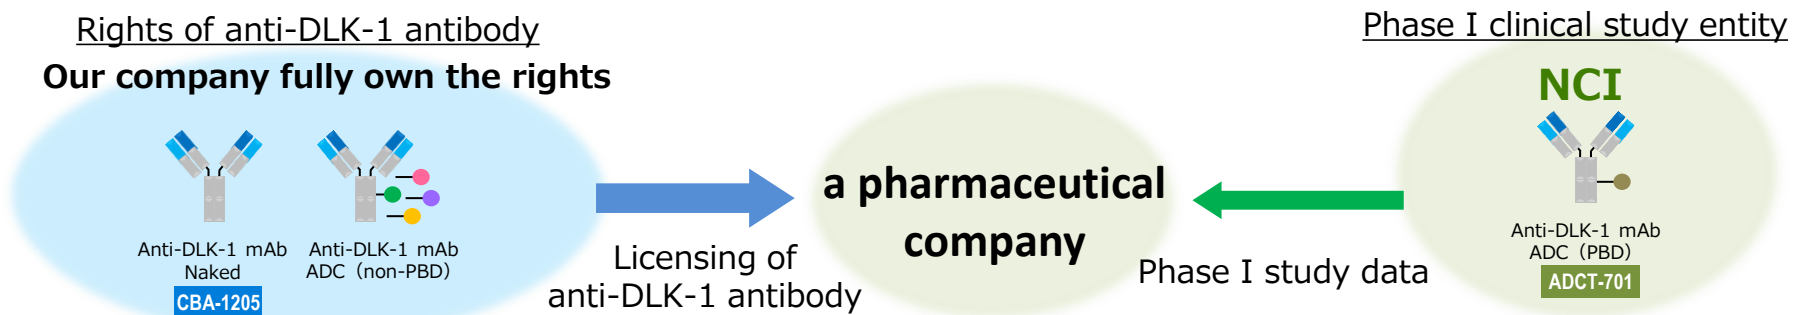 Rights of anti-DLK-1 antibody
Our company fully own the rights
Anti-DLK-1 mAb
Naked
CBA-1205
Anti-DLK-1 mAb
ADC（non-PBD）
Licensing of
anti-DLK-1 antibody
a pharmaceutical
company
Phase I study data
Phase I clinical study entity
NCI
Anti-DLK-1 mAb
ADC（PBD）
ADCT-701